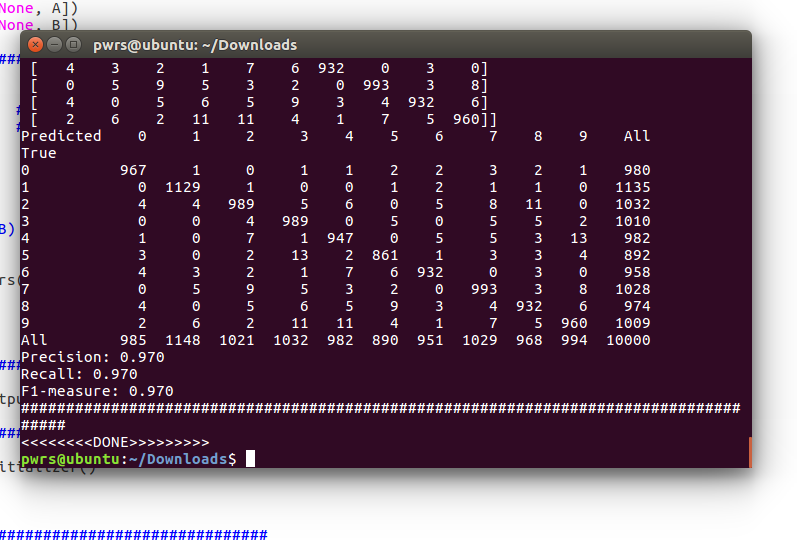 None, A])
None, B])
###
pwrs@ubuntu: ~/Downloads
[ 4 3 2 1 7 6 932 0 3 0]
[ 0 5 9 5 3 2 0 993 3 8]
[ 4 0 5 6 5 9 3 4 932 6]
[ 2 6 2 11 11 4 1 7 5 960]]
Predicted 0 1 2 3 4 5 6 7 8 9 All
True
0 967 1 0 1 1 2 2 3 2 1 980
1 0 1129 1 0 0 1 2 1 1 0 1135
2 4 4 989 5 6 0 5 8 11 0 1032
3 0 0 4 989 0 5 0 5 5 2 1010
B)
4 1 0 7 1 947 0 5 5 3 13 982
5 3 0 2 13 2 861 1 3 3 4 892
6 4 3 2 1 7 6 932 0 3 0 958
rs(
7 0 5 9 5 3 2 0 993 3 8 1028
8 4 0 5 6 5 9 3 4 932 6 974
9 2 6 2 11 11 4 1 7 5 960 1009
All 985 1148 1021 1032 982 890 951 1029 968 994 10000
Precision: 0.970
###
Recall: 0.970
F1-measure: 0.970
tpu
################################################################################
#####
###
<<<<<<<<DONE>>>>>>>>>
pwrs@ubuntu:~/Downloads$
##############################